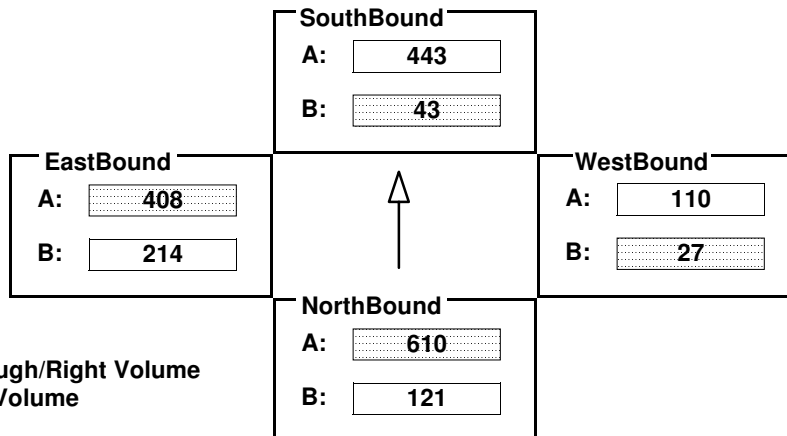 SouthBound
A: 443
B: 43
EastBound
A: 408
B: 214
WestBound
A: 110
B: 27
NorthBound
A: 610
B: 121
ugh/Right Volume
Volume